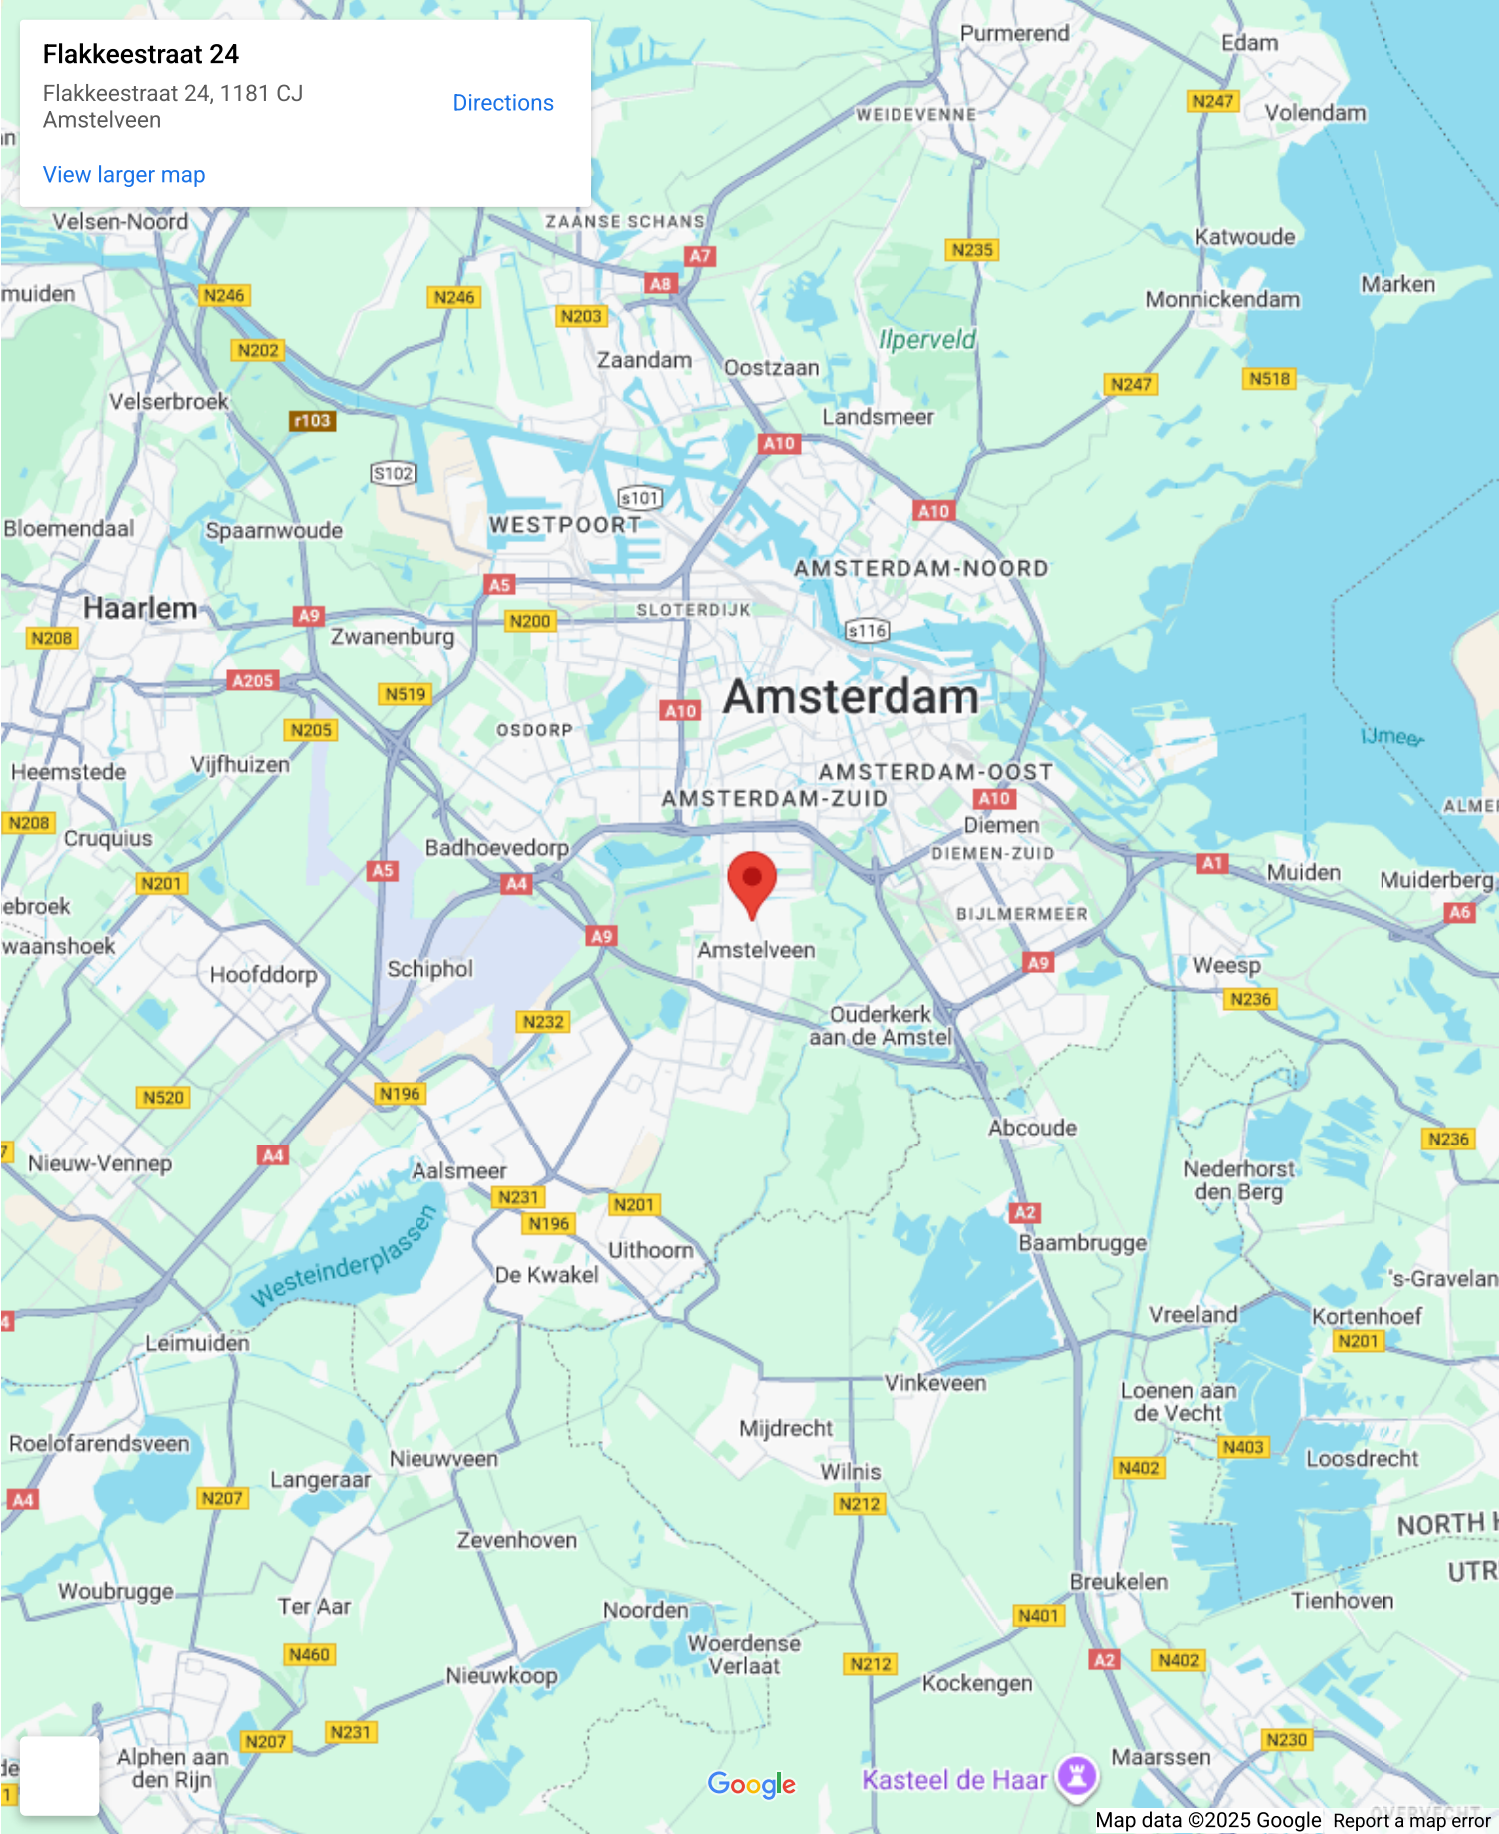 Flakkeestraat 24
Flakkeestraat 24, 1181 CJ
Amstelveen
Directions
View larger map
Purmerend
Edam
N247
Volendam
WEIDEVENNE
Velsen-Noord
ZAANSE SCHANS
Katwoude
A7
N235
A8
Marken
muiden
N246
N246
Monnickendam
N203
Ilperveld
N202
Zaandam
Oostzaan
N247
N518
Velserbroek
r103
Landsmeer
A10
S102
s101
A10
Bloemendaal
Spaarnwoude
WESTPOORT
AMSTERDAM-NOORD
A5
Haarlem
A9
N200
SLOTERDIJK
N208
Zwanenburg
s116
A205
N519
A10
Amsterdam
N205
OSDORP
IJmeer
Heemstede
Vijfhuizen
AMSTERDAM-OOST
AMSTERDAM-ZUID
A10
ALME
N208
Cruquius
Badhoevedorp
Diemen
DIEMEN-ZUID
A5
A4
N201
A1
Muiden
Muiderberg
ebroek
A6
BIJLMERMEER
waanshoek
A9
Amstelveen
A9
Hoofddorp
Schiphol
Weesp
N236
N232
Ouderkerk
aan de Amstel
N520
N196
Abcoude
N236
7
A4
Nieuw-Vennep
Aalsmeer
Nederhorst
den Berg
N231
N201
A2
N196
Westeinderplassen
Uithoorn
Baambrugge
De Kwakel
's-Gravelan
4
Vreeland
Kortenhoef
Leimuiden
N201
Vinkeveen
Loenen aan
de Vecht
Mijdrecht
Roelofarendsveen
N403
Nieuwveen
Loosdrecht
Langeraar
Wilnis
N402
A4
N207
N212
NORTH H
Zevenhoven
UTR
Woubrugge
Breukelen
Ter Aar
Noorden
Tienhoven
N401
Woerdense
Verlaat
N460
N212
A2
N402
Nieuwkoop
Kockengen
N207
N231
N230
Alphen aan
den Rijn
Maarssen
de
1
Google
Kasteel de Haar
OVERVECHT
Map data ©2025 Google
Report a map error